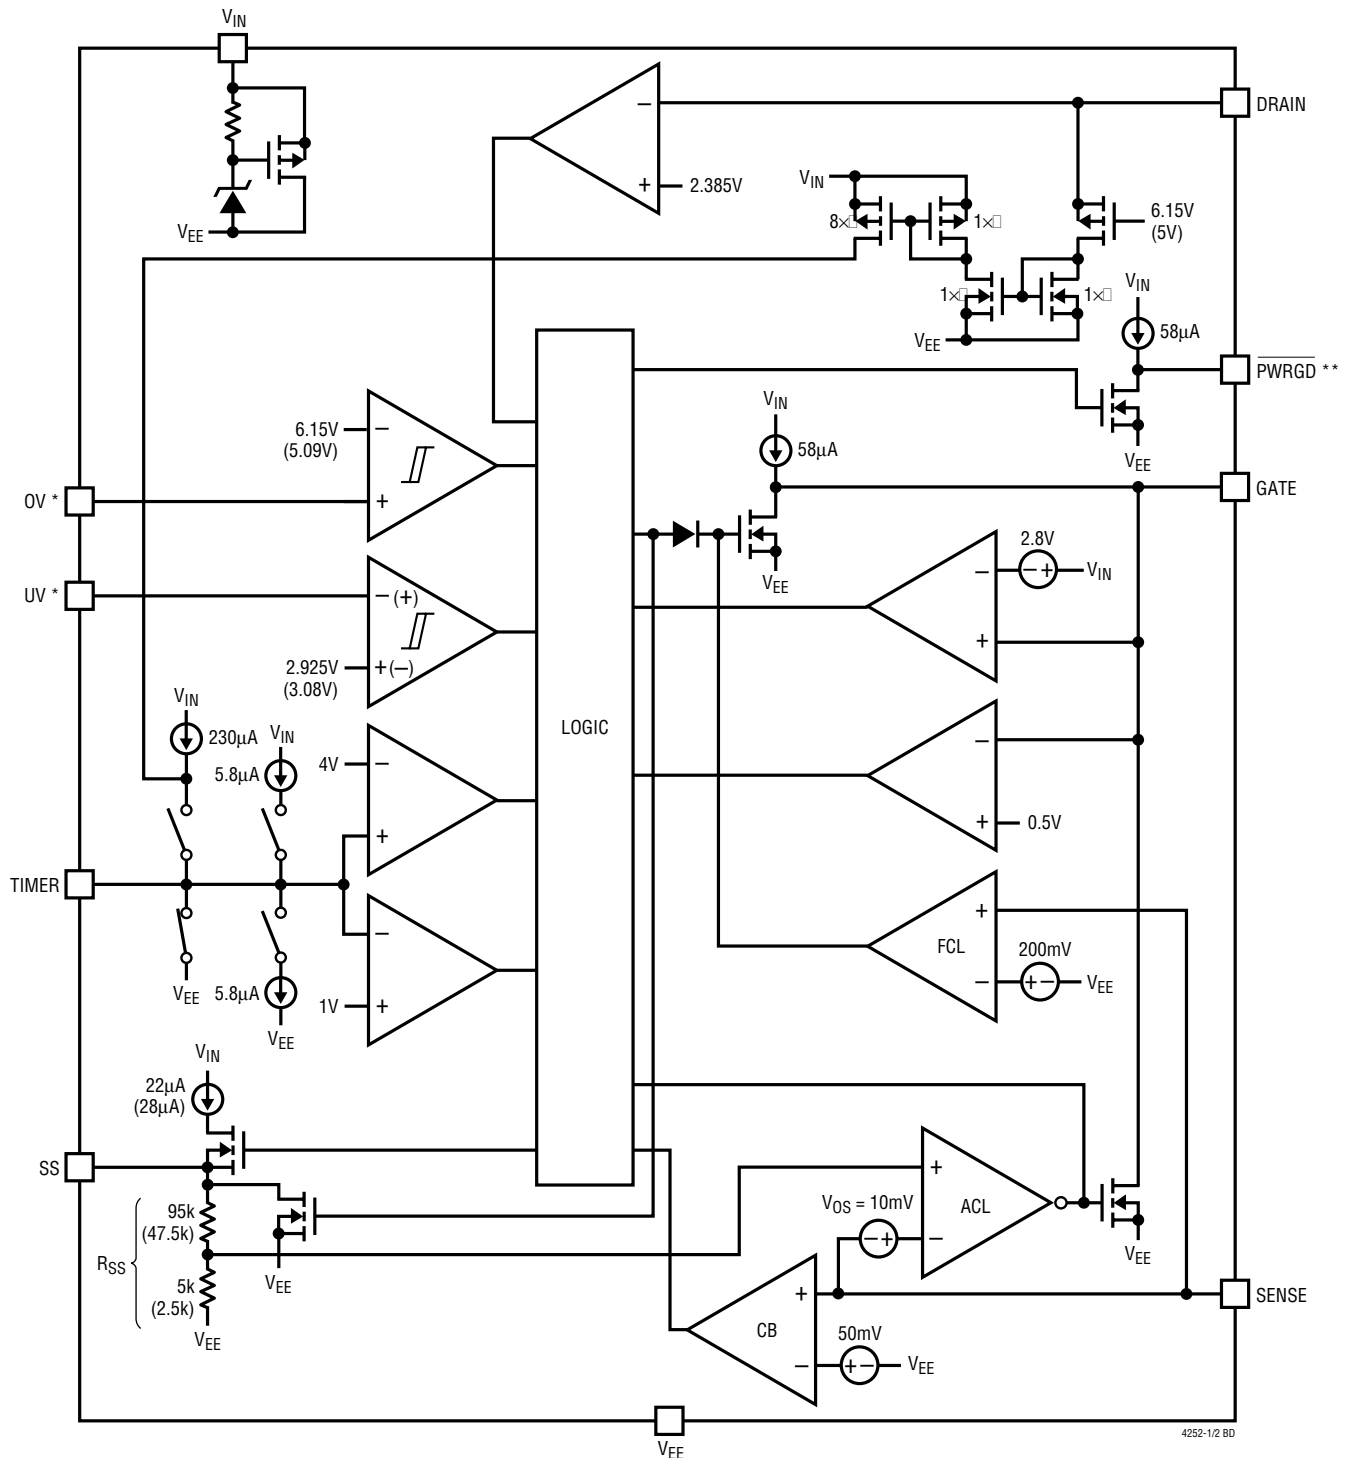 VIN
DRAIN
−
+
2.385V
VIN
8×□
1×□
6.15V
(5V)
VEE
1×□
1×□
VIN
58µA
VEE
PWRGD **
VEE
VIN
58µA
GATE
6.15V
(5.09V)
−
OV *
+
VEE
2.8V
− +
VIN
−
+
UV *
− (+)
2.925V
(3.08V)
+ (−)
LOGIC
VIN
230µA
VIN
5.8µA
4V
−
+
−
+
0.5V
TIMER
−
1V
+
VEE
5.8µA
VEE
FCL
+
−
200mV
+ −
VEE
VIN
22µA
(28µA)
SS
95k
(47.5k)
RSS
5k
(2.5k)
VEE
VEE
VOS = 10mV
− +
+
−
ACL
VEE
SENSE
CB
+
−
50mV
+ −
VEE
VEE
4252-1/2 BD